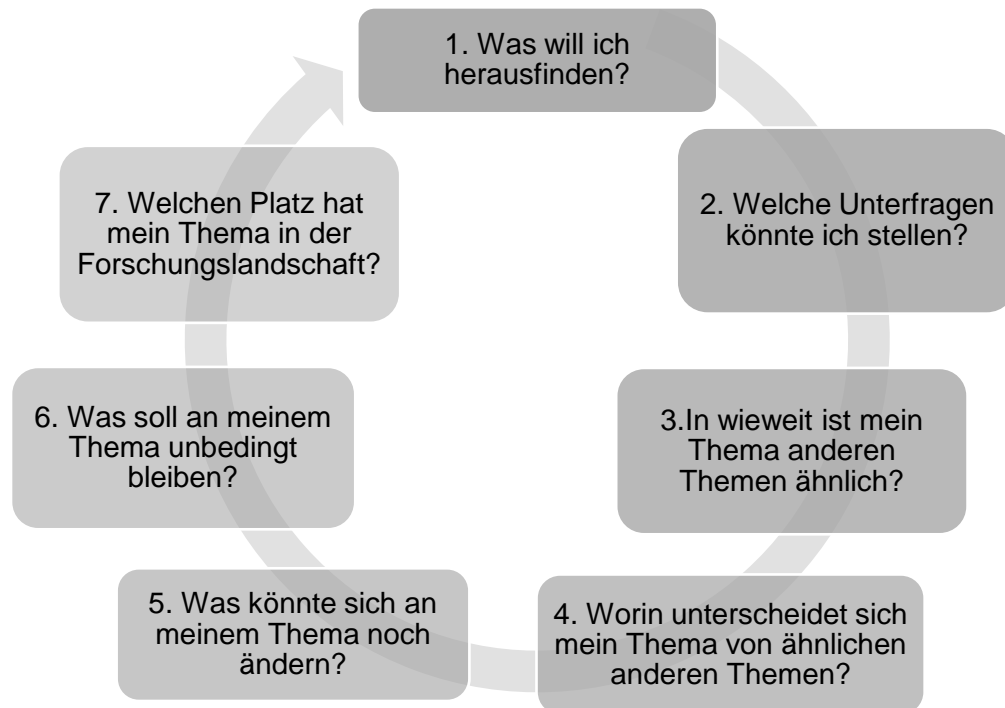 1. Was will ich
herausfinden?
2. Welche Unterfragen
könnte ich stellen?
3.In wieweit ist mein
Thema anderen
Themen ähnlich?
4. Worin unterscheidet sich
mein Thema von ähnlichen
anderen Themen?
5. Was könnte sich an
meinem Thema noch
ändern?
6. Was soll an meinem
Thema unbedingt
bleiben?
7. Welchen Platz hat
mein Thema in der
Forschungslandschaft?